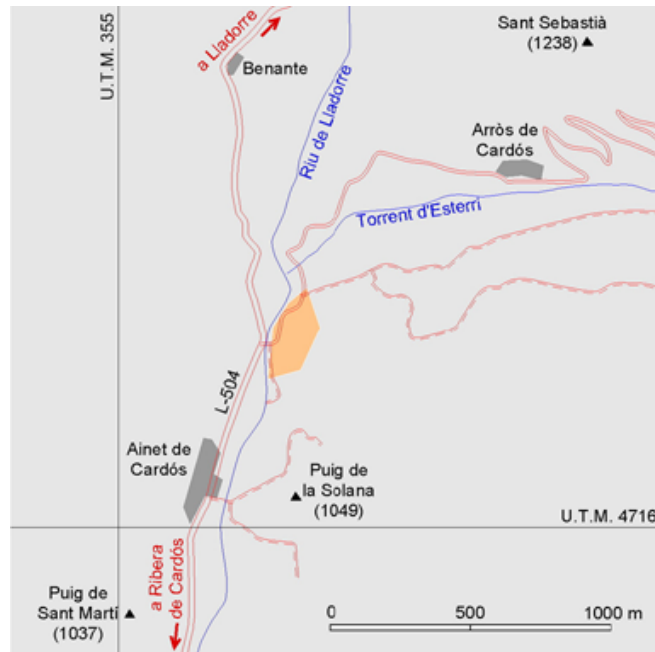 U.T.M. 355
a Lladorre
Benante
Riu de Lladorre
Sant Sebastià
(1238)
Arròs de
Cardós
Torrent d'Esterri
L-504
Ainet de
Cardós
Puig de
la Solana
(1049)
U.T.M. 4716
a Ribera
de Cardós
Puig de
Sant Martí
(1037)
0 500 1000 m